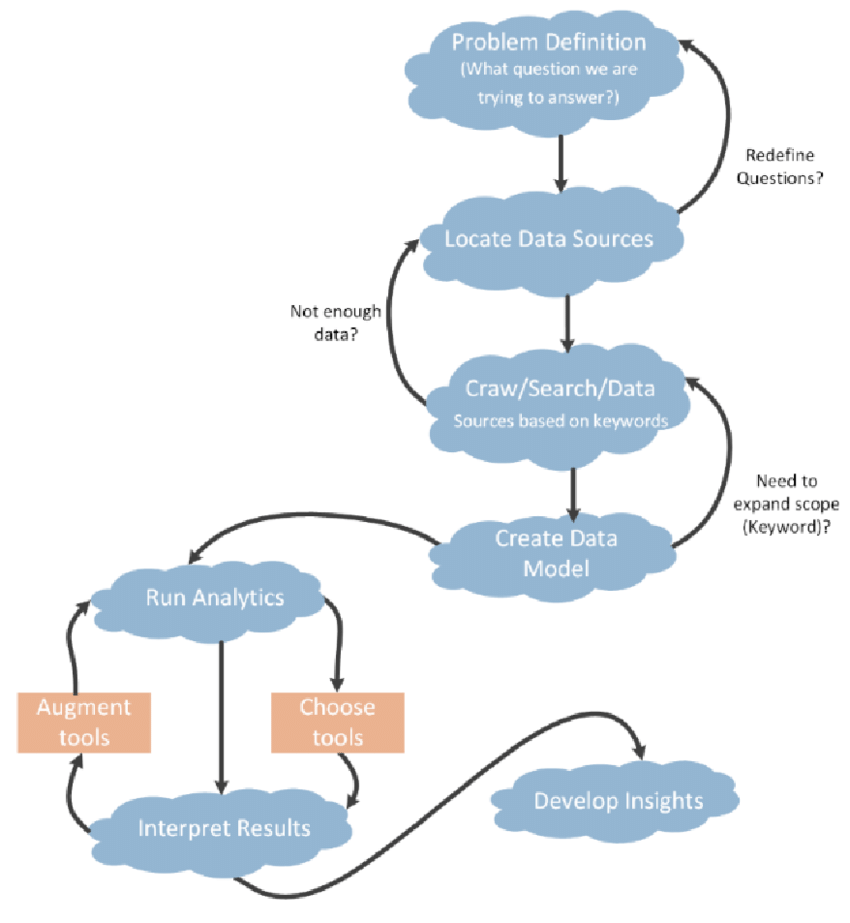 Problem Definition
(What question we are
trying to answer?)
Redefine
Questions?
Locate Data Sources
Not enough
data?
Craw/Search/Data
Sources based on keywords
Need to
expand scope
(Keyword)?
Create Data
Model
Run Analytics
Augment
tools
Choose
tools
Interpret Results
Develop Insights